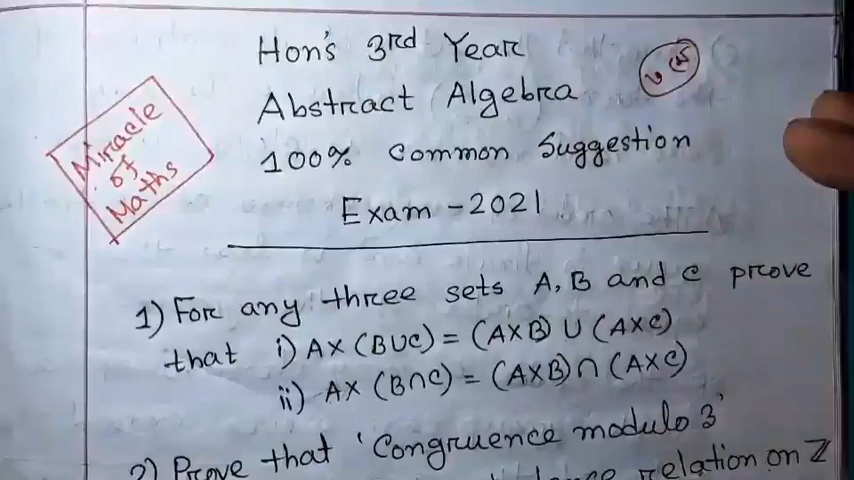 Hon's 3rd Year
Abstract Algebra
100% Common Suggestion
Exam - 2021
Miracle
of
Maths
1) For any three sets A, B and C prove
that i) A×(B∪C) = (A×B) ∪ (A×C)
ii) A× (B∩C) = (A×B) ∩ (A×C)
2) Prove that 'Congruence modulo 3'
relation on Z